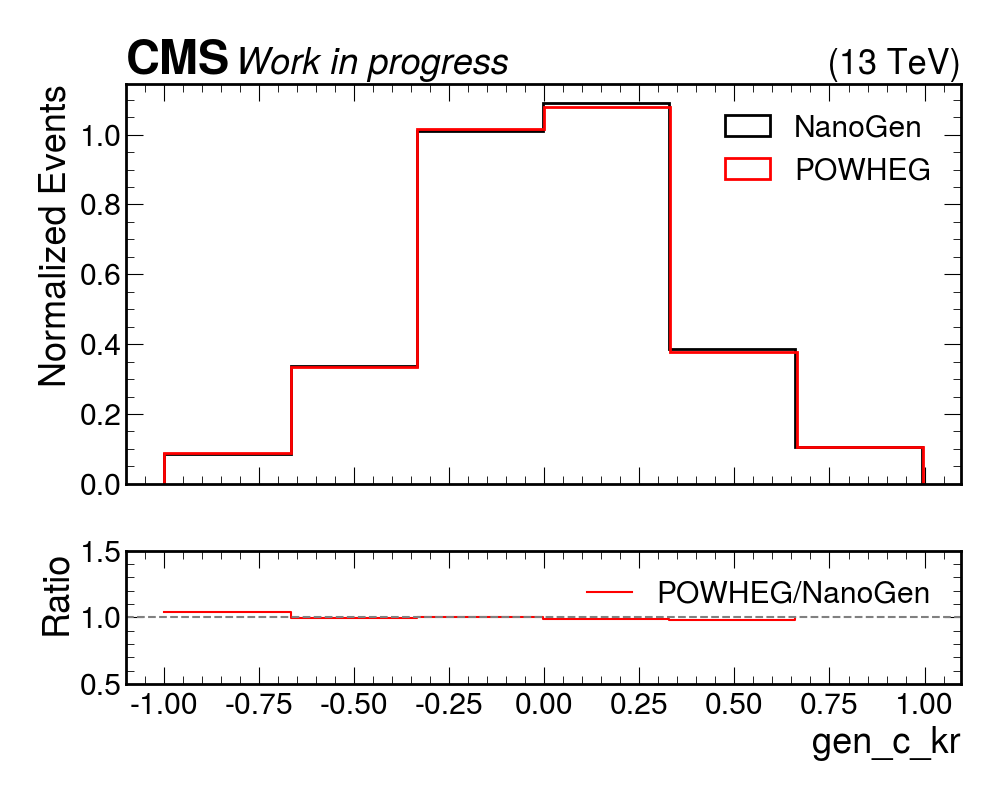 CMS Work in progress (13 TeV)
Normalized Events
1.0
0.8
0.6
0.4
0.2
0.0
NanoGen
POWHEG
Ratio
1.5
1.0
0.5
POWHEG/NanoGen
-1.00 -0.75 -0.50 -0.25 0.00 0.25 0.50 0.75 1.00
gen_c_kr